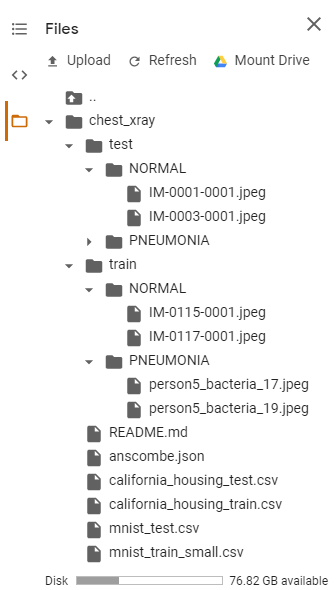 Files
Upload Refresh Mount Drive
..
chest_xray
test
NORMAL
IM-0001-0001.jpeg
IM-0003-0001.jpeg
PNEUMONIA
train
NORMAL
IM-0115-0001.jpeg
IM-0117-0001.jpeg
PNEUMONIA
person5_bacteria_17.jpeg
person5_bacteria_19.jpeg
README.md
anscombe.json
california_housing_test.csv
california_housing_train.csv
mnist_test.csv
mnist_train_small.csv
Disk 76.82 GB available